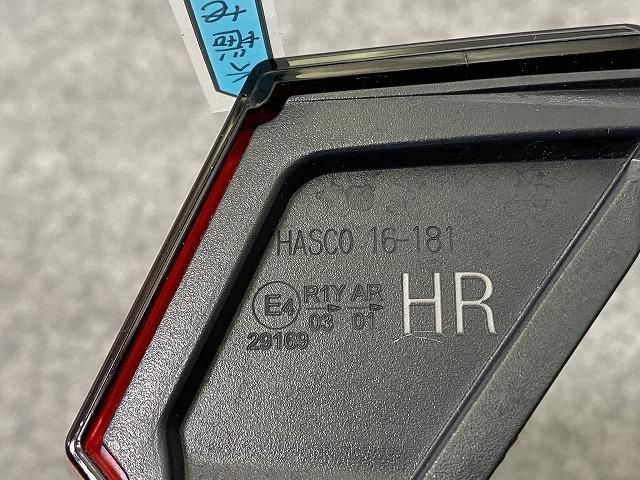 HASCO 16-181
E4 R1Y AR
03 01
29169
HR